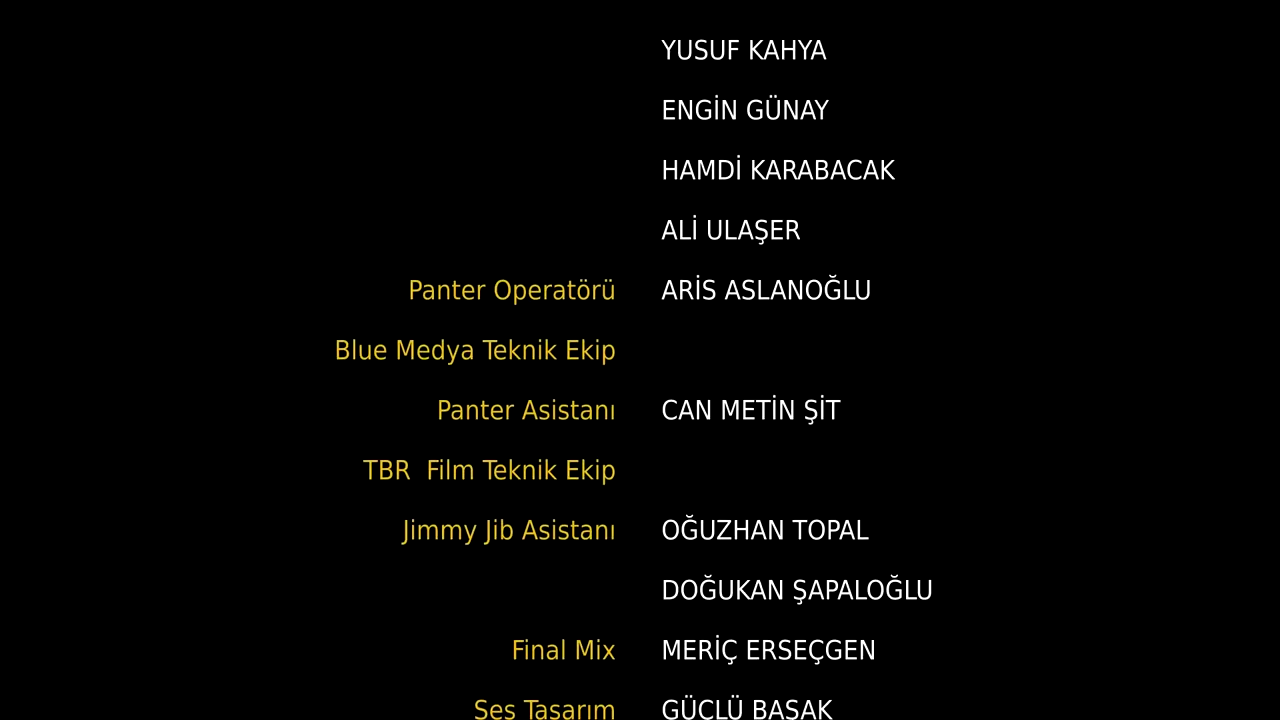 YUSUF KAHYA
ENGİN GÜNAY
HAMDİ KARABACAK
ALİ ULAŞER
Panter Operatörü ARİS ASLANOĞLU
Blue Medya Teknik Ekip
Panter Asistanı CAN METİN ŞİT
TBR  Film Teknik Ekip
Jimmy Jib Asistanı OĞUZHAN TOPAL
DOĞUKAN ŞAPALOĞLU
Final Mix MERİÇ ERSEÇGEN
Ses Tasarım GÜÇLÜ BAŞAK